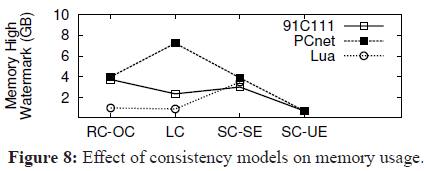 Memory High
Watermark (GB)
10
8
6
4
2
91C111
PCnet
Lua
RC-OC LC SC-SE SC-UE
Figure 8: Effect of consistency models on memory usage.